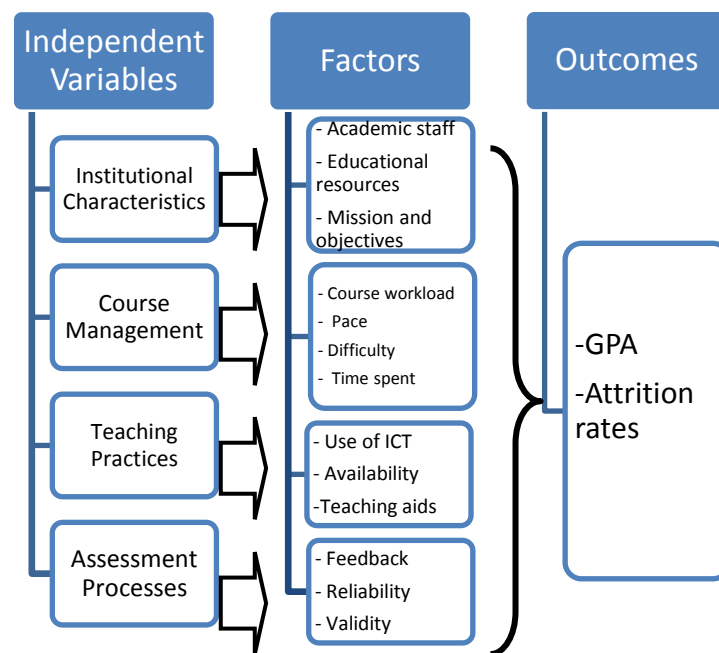 Independent
Variables
Institutional
Characteristics
Course
Management
Teaching
Practices
Assessment
Processes
Factors
- Academic staff
- Educational
resources
- Mission and
objectives
- Course workload
- Pace
- Difficulty
- Time spent
- Use of ICT
- Availability
-Teaching aids
- Feedback
- Reliability
- Validity
Outcomes
-GPA
-Attrition
rates